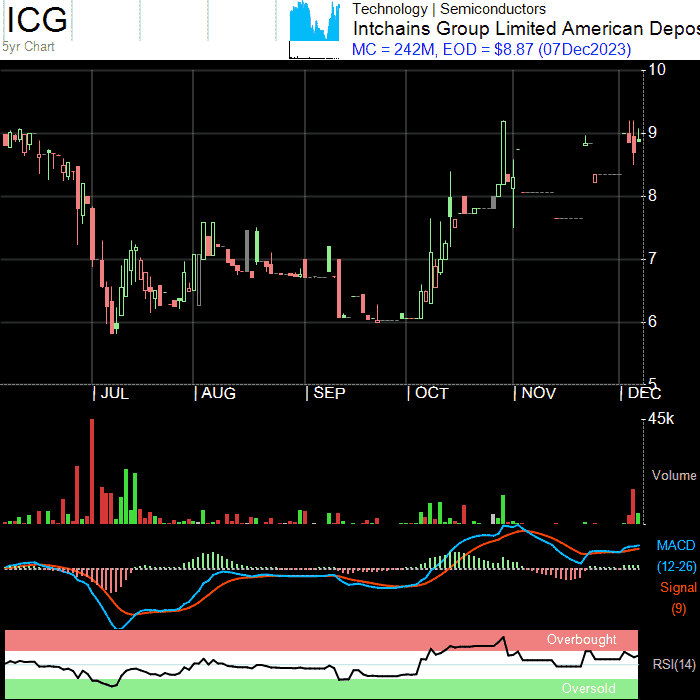 ICG
5yr Chart
Technology | Semiconductors
Intchains Group Limited American Depos
MC = 242M, EOD = $8.87 (07Dec2023)
10
9
8
7
6
5
JUL AUG SEP OCT NOV DEC
45k
Volume
MACD
(12-26)
Signal
(9)
Overbought
RSI(14)
Oversold